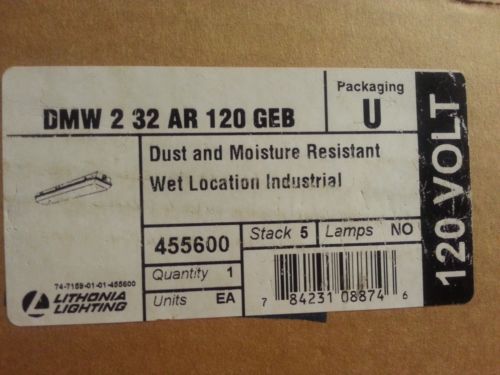 DMW 2 32 AR 120 GEB
Packaging
U
120 VOLT
Dust and Moisture Resistant
Wet Location Industrial
455600
Stack 5
Lamps NO
Quantity 1
Units EA
74-7159-01-01-455600
LITHONIA
LIGHTING
7 84231 08874 6